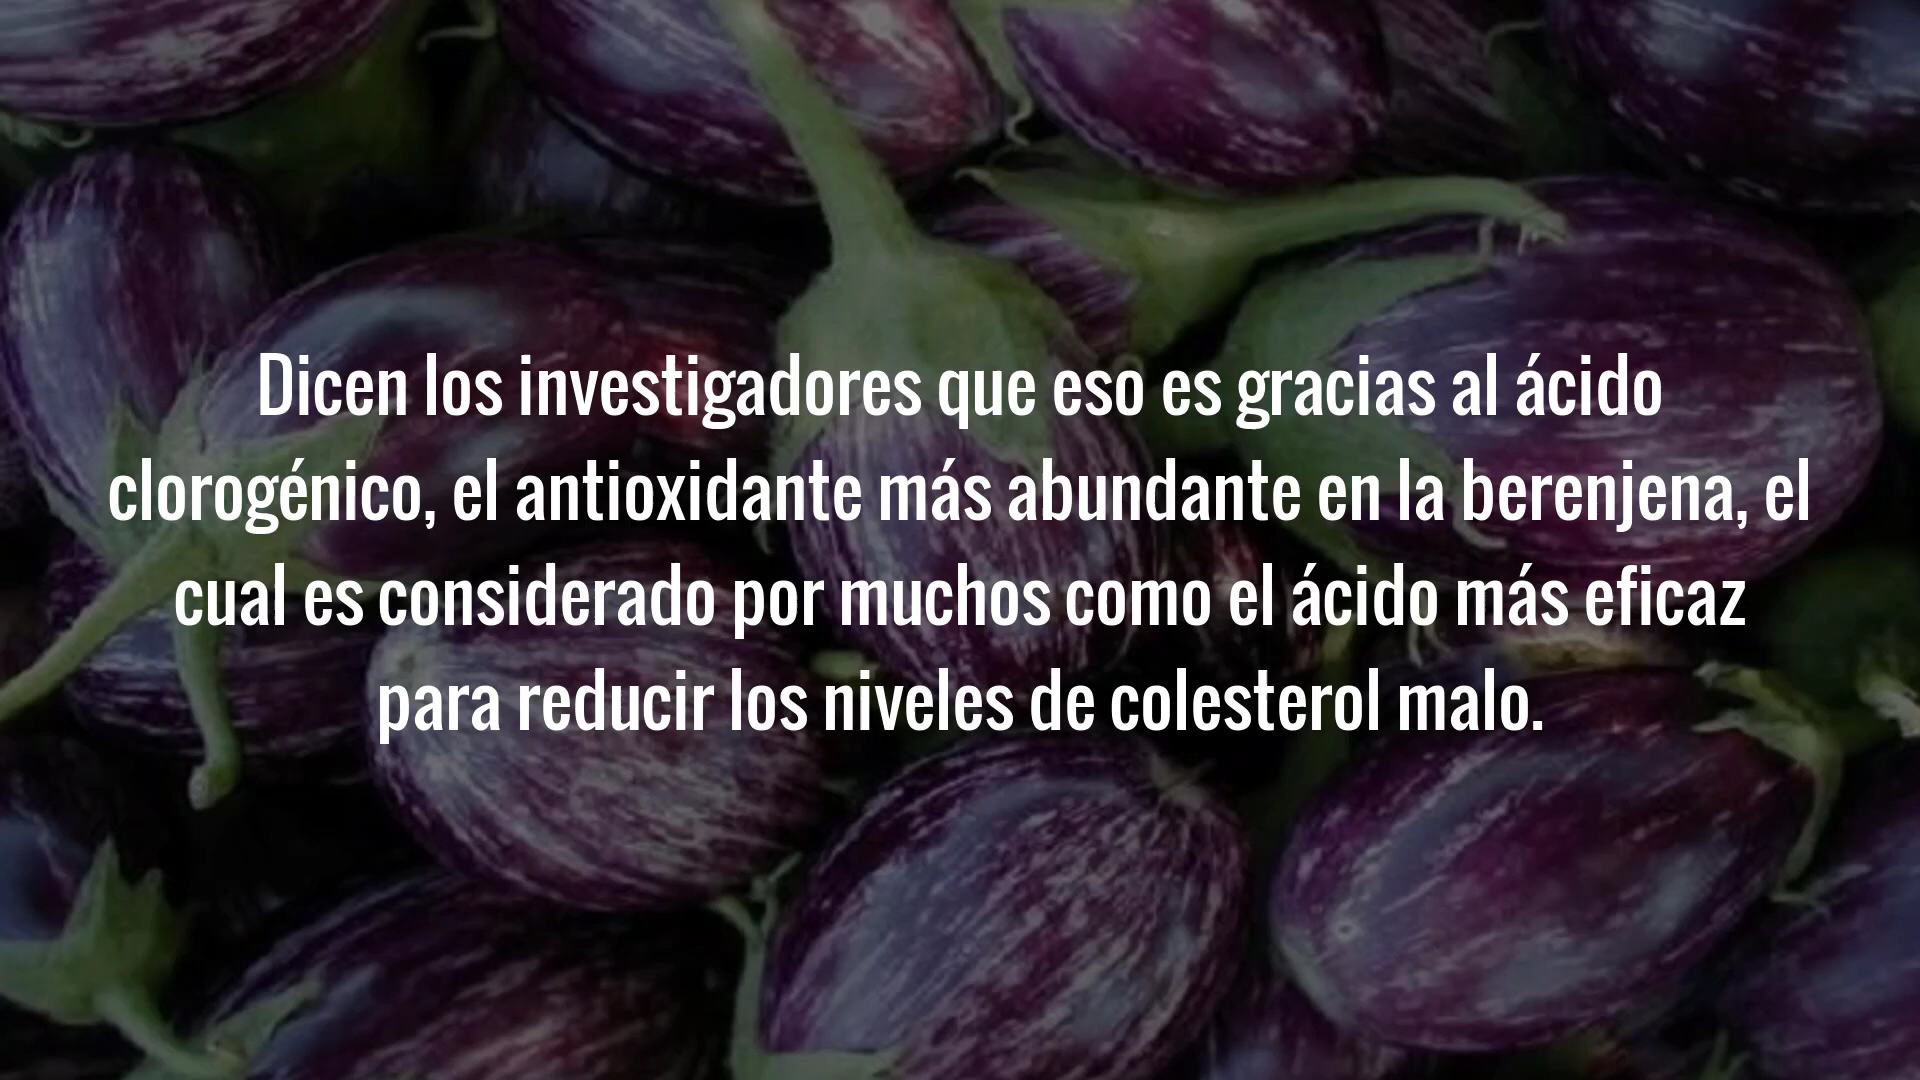 Dicen los investigadores que eso es gracias al ácido
clorogénico, el antioxidante más abundante en la berenjena, el
cual es considerado por muchos como el ácido más eficaz
para reducir los niveles de colesterol malo.